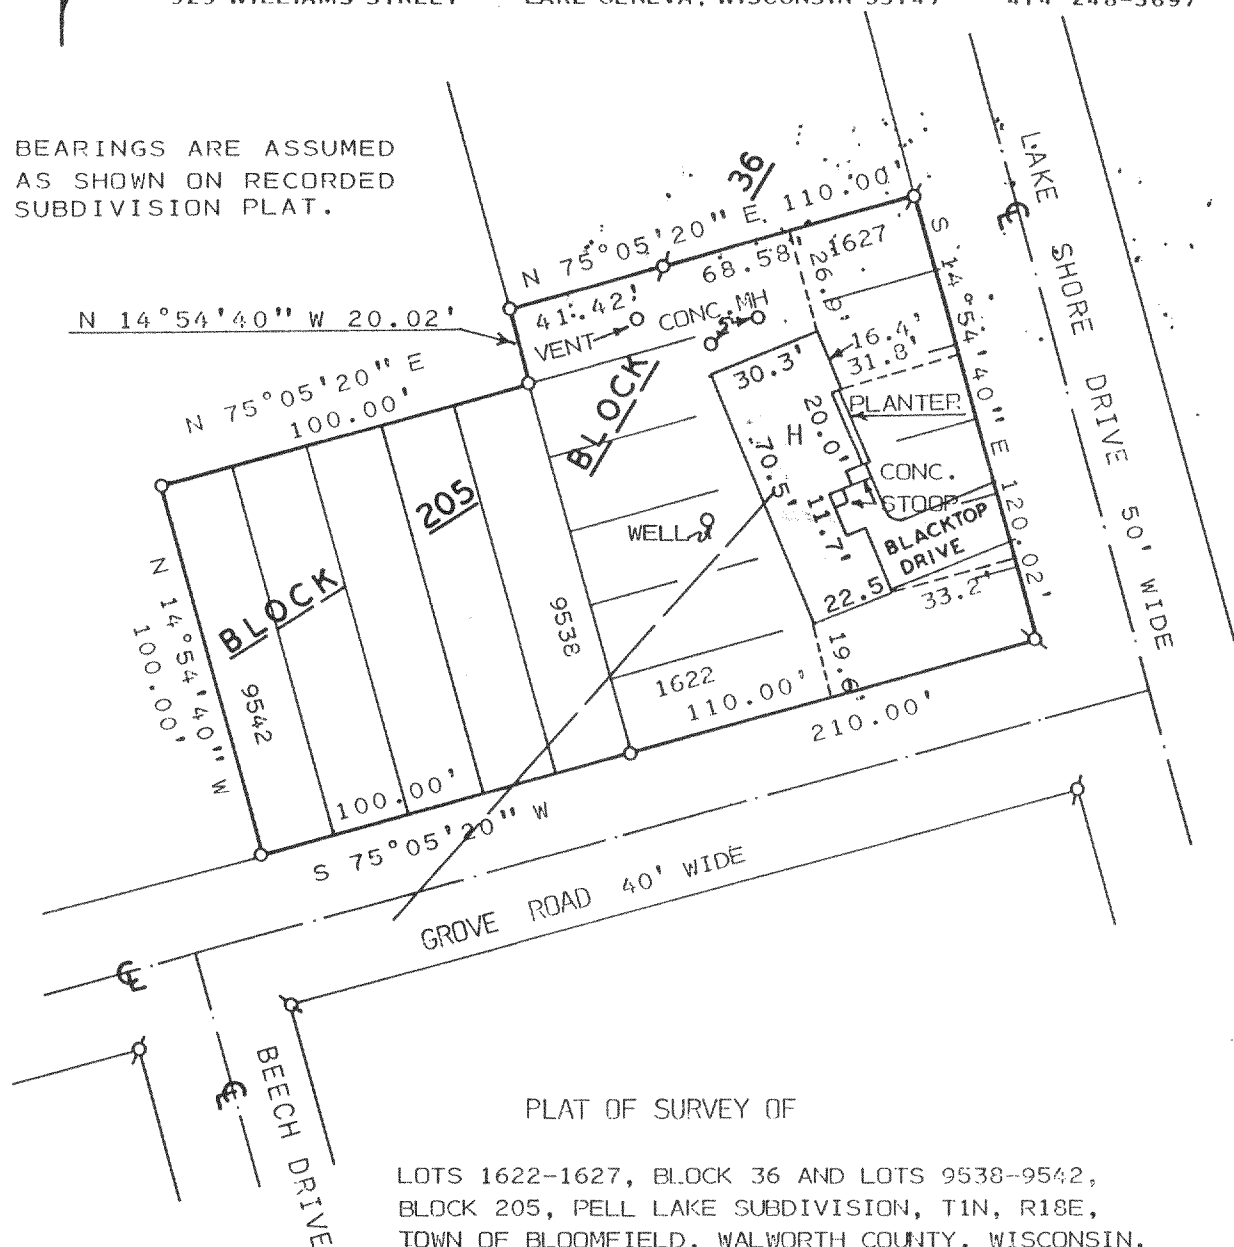 BEARINGS ARE ASSUMED
AS SHOWN ON RECORDED
SUBDIVISION PLAT.
N 14°54'40" W 20.02'
N 75°05'20" E 110.00'
36
41.42'
68.58'
1627
26.9'
VENT
CONC. MH
5'
16.4'
31.8'
30.3'
PLANTER
20.0'
H
70.5'
CONC.
STOOP
11.7'
BLACKTOP
DRIVE
22.5
33.2'
WELL
BLOCK
1622
110.00'
19.6'
210.00'
S 14°54'40" E 120.02'
LAKE SHORE DRIVE 50' WIDE
N 75°05'20" E
100.00'
205
BLOCK
9538
9542
N 14°54'40" W
100.00'
100.00'
S 75°05'20" W
GROVE ROAD 40' WIDE
BEECH DRIVE
PLAT OF SURVEY OF
LOTS 1622-1627, BLOCK 36 AND LOTS 9538-9542,
BLOCK 205, PELL LAKE SUBDIVISION, T1N, R18E,
TOWN OF BLOOMFIELD, WALWORTH COUNTY, WISCONSIN.